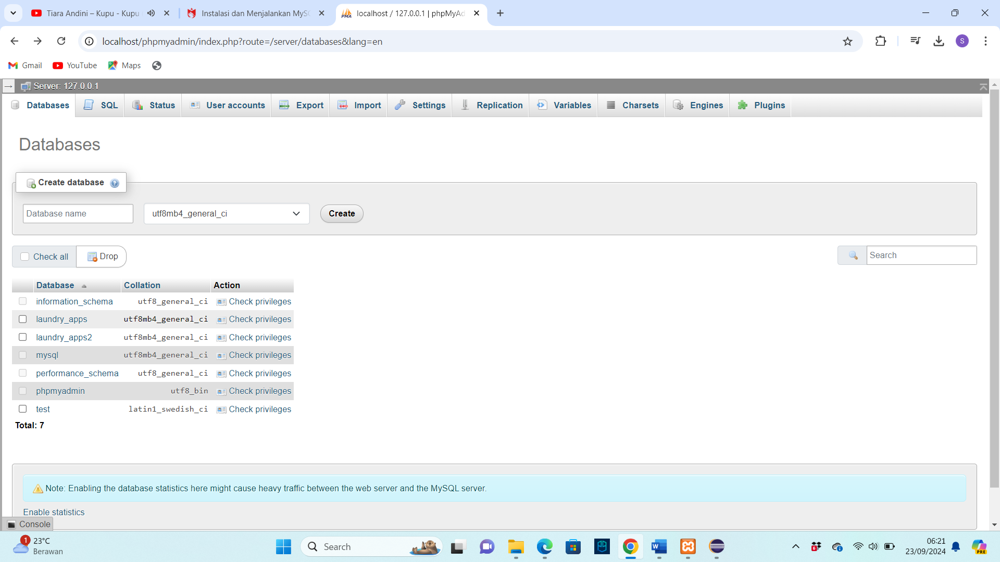 Tiara Andini – Kupu - Kupu
Instalasi dan Menjalankan MySQ
localhost / 127.0.0.1 | phpMyAd
localhost/phpmyadmin/index.php?route=/server/databases&lang=en
S
Gmail
YouTube
Maps
Server: 127.0.0.1
Databases
SQL
Status
User accounts
Export
Import
Settings
Replication
Variables
Charsets
Engines
Plugins
Databases
Create database
Database name
utf8mb4_general_ci
Create
Check all
Drop
Search
Database Collation Action
information_schema utf8_general_ci Check privileges
laundry_apps utf8mb4_general_ci Check privileges
laundry_apps2 utf8mb4_general_ci Check privileges
mysql utf8mb4_general_ci Check privileges
performance_schema utf8_general_ci Check privileges
phpmyadmin utf8_bin Check privileges
test latin1_swedish_ci Check privileges
Total: 7
Note: Enabling the database statistics here might cause heavy traffic between the web server and the MySQL server.
Enable statistics
Console
1
23°C
Berawan
Search
6
06:21
23/09/2024
PRE